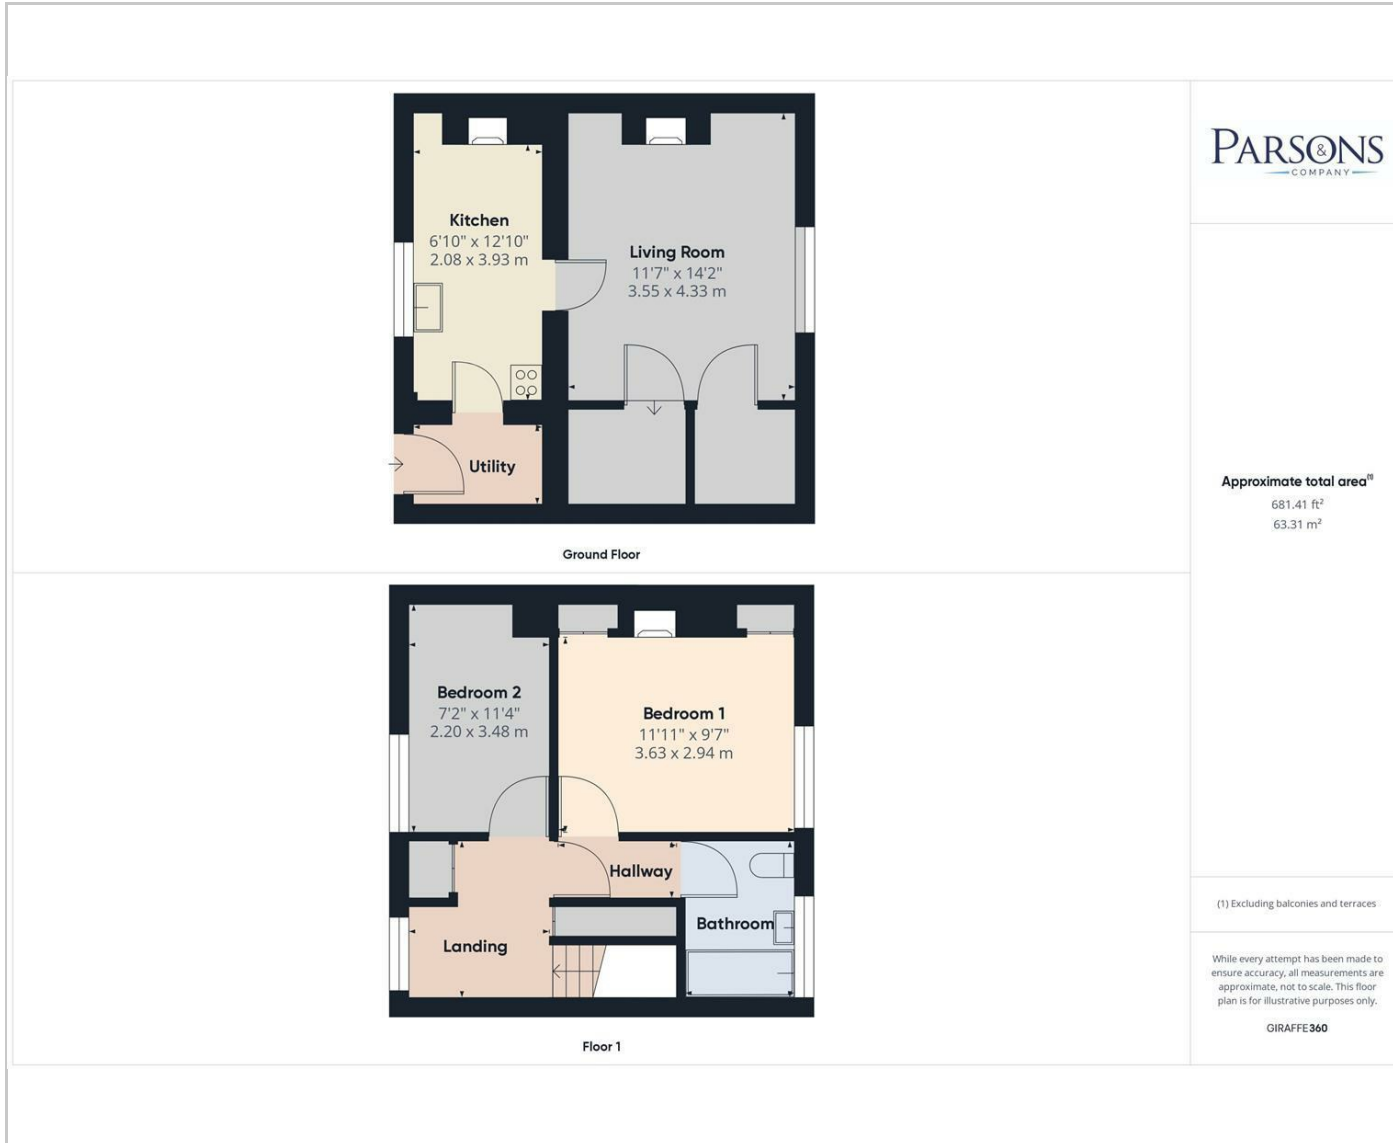 Kitchen
6'10" x 12'10"
2.08 x 3.93 m
Living Room
11'7" x 14'2"
3.55 x 4.33 m
Utility
Ground Floor
Bedroom 2
7'2" x 11'4"
2.20 x 3.48 m
Bedroom 1
11'11" x 9'7"
3.63 x 2.94 m
Hallway
Bathroom
Landing
Floor 1
PARSONS
&
COMPANY
Approximate total area(1)
681.41 ft²
63.31 m²
(1) Excluding balconies and terraces
While every attempt has been made to
ensure accuracy, all measurements are
approximate, not to scale. This floor
plan is for illustrative purposes only.
GIRAFFE360